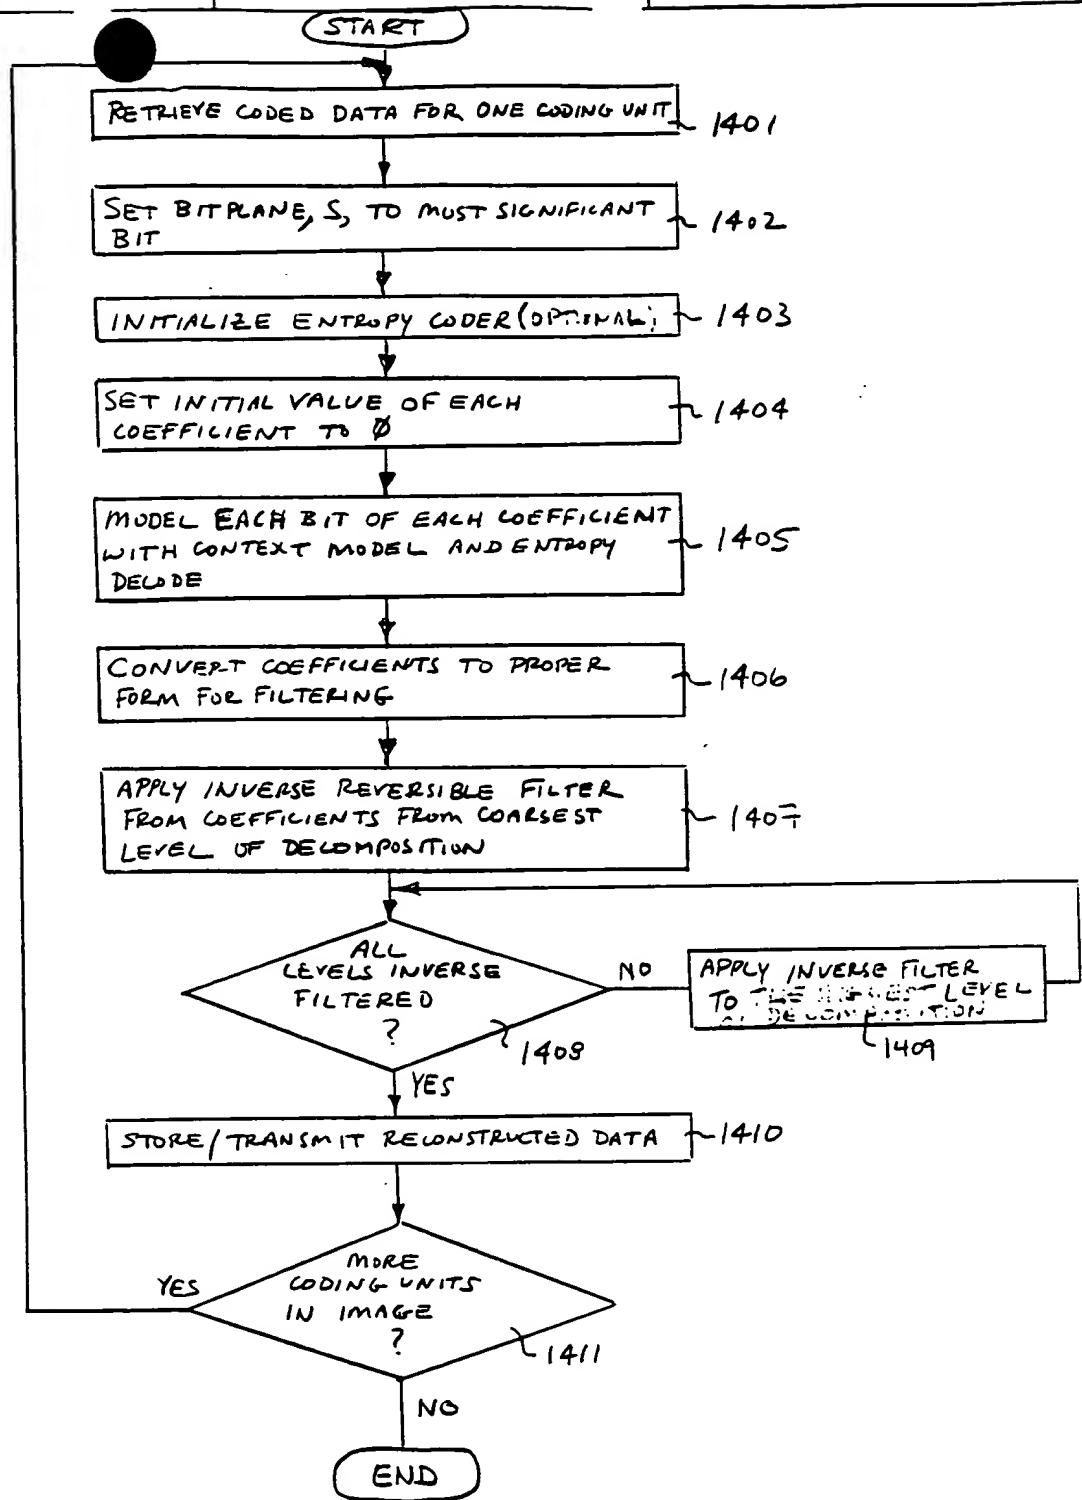 START
RETRIEVE CODED DATA FOR ONE CODING UNIT
1401
SET BITPLANE, S, TO MUST SIGNIFICANT
BIT
1402
INITIALIZE ENTROPY CODER (OPTIONAL)
1403
SET INITIAL VALUE OF EACH
COEFFICIENT TO Ø
1404
MODEL EACH BIT OF EACH COEFFICIENT
WITH CONTEXT MODEL AND ENTROPY
DECODE
1405
CONVERT COEFFICIENTS TO PROPER
FORM FOR FILTERING
1406
APPLY INVERSE REVERSIBLE FILTER
FROM COEFFICIENTS FROM COARSEST
LEVEL OF DECOMPOSITION
1407
ALL
LEVELS INVERSE
FILTERED
?
1408
NO
APPLY INVERSE FILTER
TO THE LEVEL
DECOMPOSITION
1409
YES
STORE/TRANSMIT RECONSTRUCTED DATA
1410
MORE
CODING UNITS
IN IMAGE
?
1411
YES
NO
END